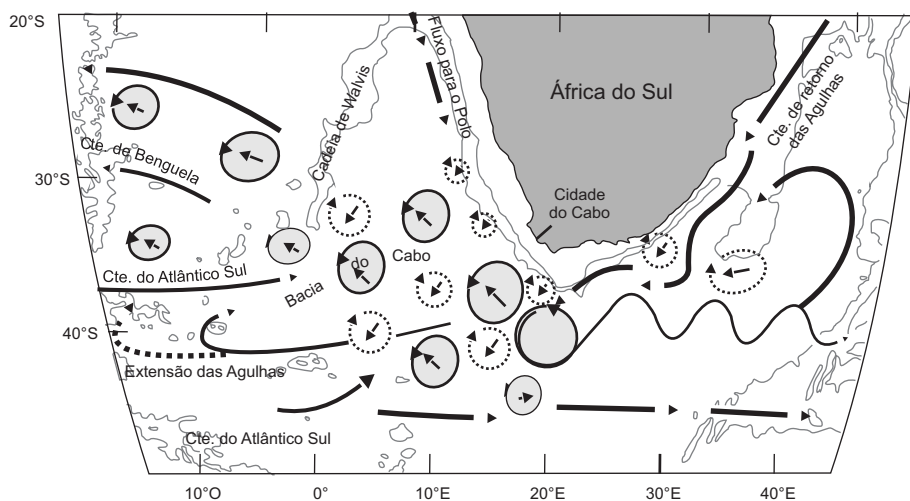 20°S
20°S
Fluxo para o Polo
Cadeia de Walvis
África do Sul
Cte. de retorno
das Agulhas
Cte. de Benguela
30°S
Cidade
do Cabo
Cte. do Atlântico Sul
Bacia
do
Cabo
40°S
Extensão das Agulhas
Cte. do Atlântico Sul
10°O
0°
10°E
20°E
30°E
40°E